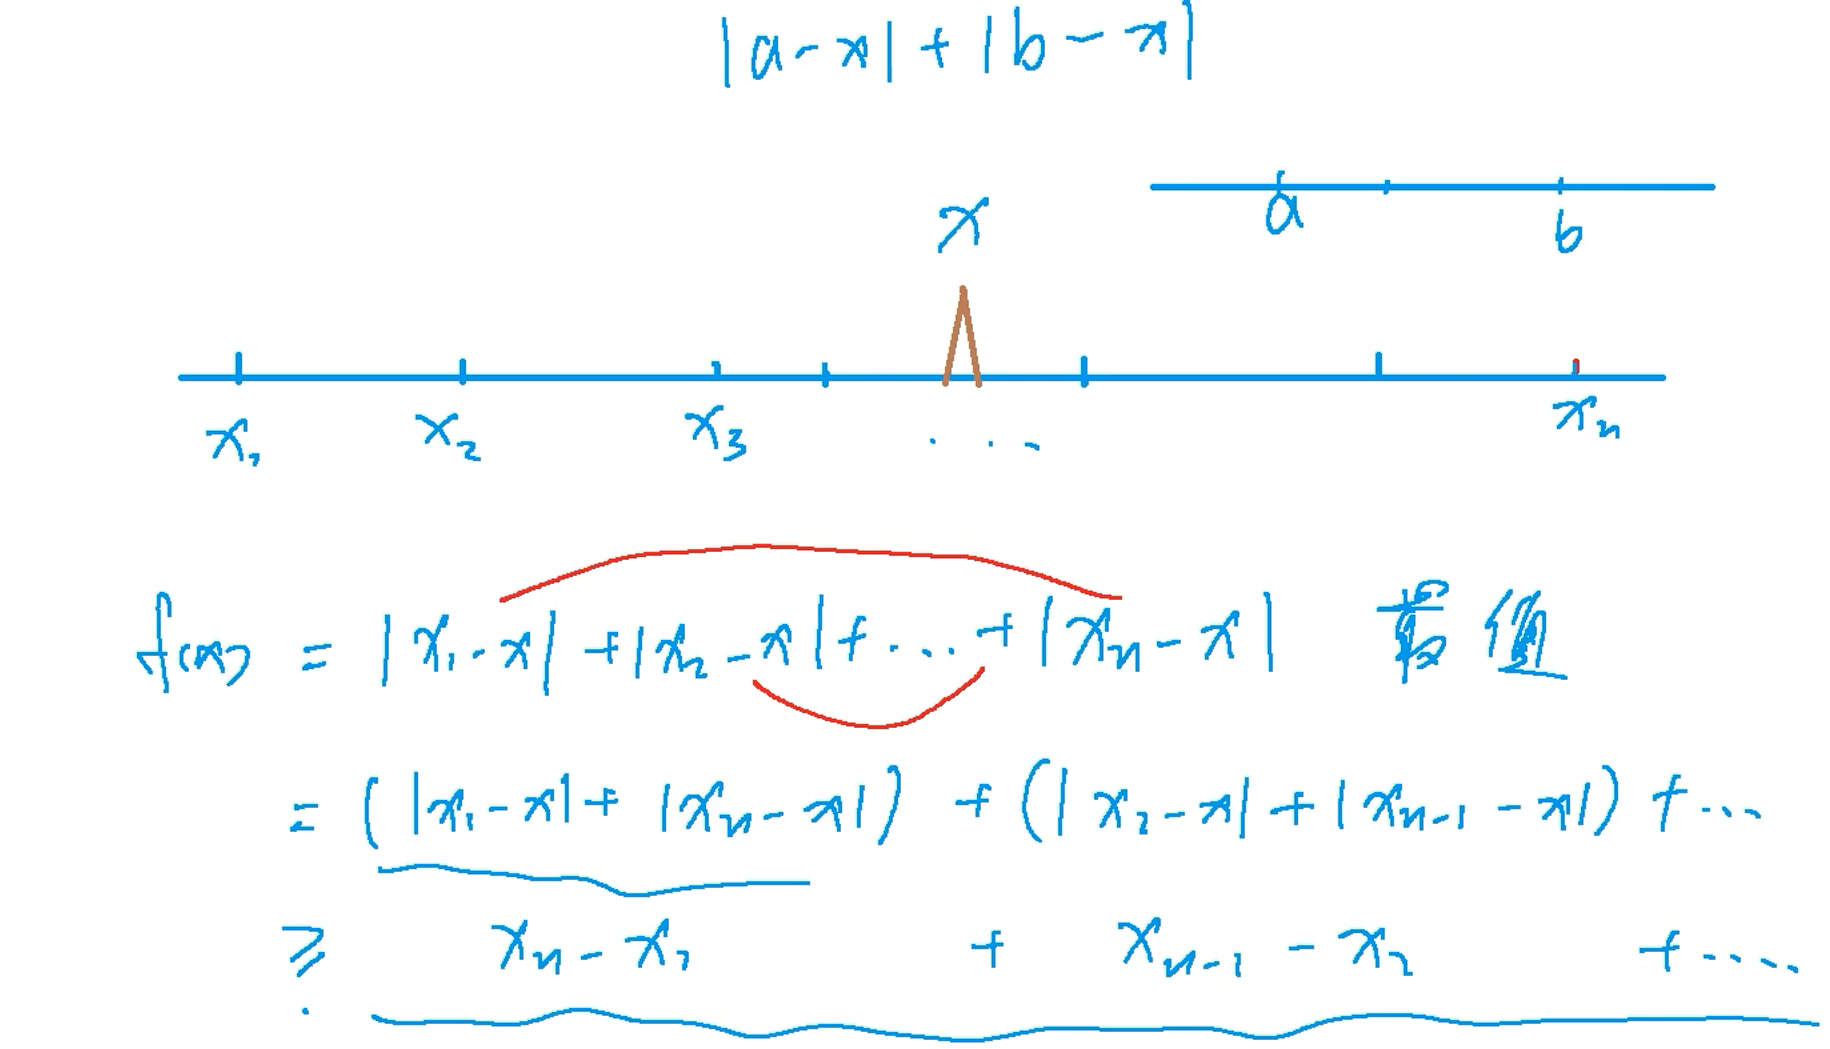 |a-x|+|b-x|
a
b
x
x₁ x₂ x₃ ... xₙ
f(x) = |x₁-x|+|x₂-x|+...+|xₙ-x| 最 值
=(|x₁-x|+|xₙ-x|)+(|x₂-x|+|xₙ₋₁-x|)+...
≥ xₙ-x₁ + xₙ₋₁-x₂ +....